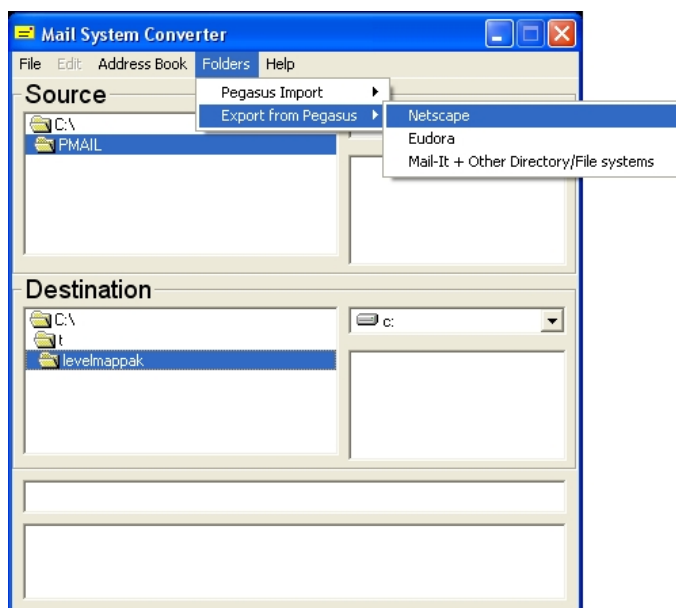 Mail System Converter
File Edit Address Book Folders Help
Source
Pegasus Import
Export from Pegasus
Netscape
Eudora
Mail-It + Other Directory/File systems
C:\
PMAIL
Destination
C:\
c:
t
levelmappak